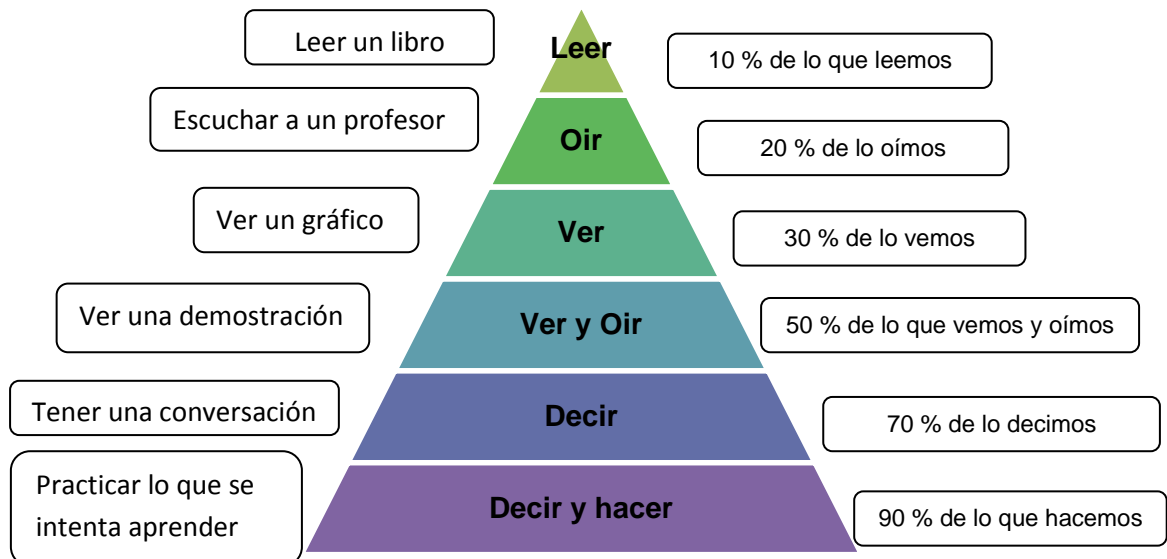 Leer un libro
Leer
10 % de lo que leemos
Escuchar a un profesor
Oir
20 % de lo oímos
Ver un gráfico
Ver
30 % de lo vemos
Ver una demostración
Ver y Oir
50 % de lo que vemos y oímos
Tener una conversación
Decir
70 % de lo decimos
Practicar lo que se
intenta aprender
Decir y hacer
90 % de lo que hacemos